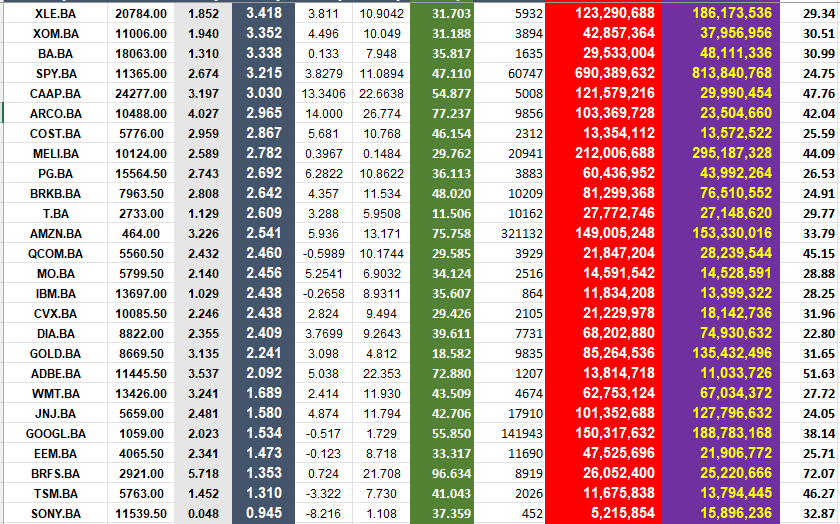 XLE.BA 20784.00 1.852 3.418 3.811 10.9042 31.703 5932 123,290,688 186,173,536 29.34
XOM.BA 11006.00 1.940 3.352 4.496 10.049 31.188 3894 42,857,364 37,956,956 30.51
BA.BA 18063.00 1.310 3.338 0.133 7.948 35.817 1635 29,533,004 48,111,336 30.99
SPY.BA 11365.00 2.674 3.215 3.8279 11.0894 47.110 60747 690,389,632 813,840,768 24.75
CAAP.BA 24277.00 3.197 3.030 13.3406 22.6638 54.877 5008 121,579,216 29,990,454 47.76
ARCO.BA 10488.00 4.027 2.965 14.000 26.774 77.237 9856 103,369,728 23,504,660 42.04
COST.BA 5776.00 2.959 2.867 5.681 10.768 46.154 2312 13,354,112 13,572,522 25.59
MELI.BA 10124.00 2.589 2.782 0.3967 0.1484 29.762 20941 212,006,688 295,187,328 44.09
PG.BA 15564.50 2.743 2.692 6.2822 10.8622 36.113 3883 60,436,952 43,992,264 26.53
BRKB.BA 7963.50 2.808 2.642 4.357 11.534 48.020 10209 81,299,368 76,510,552 24.91
T.BA 2733.00 1.129 2.609 3.288 5.9508 11.506 10162 27,772,746 27,148,620 29.77
AMZN.BA 464.00 3.226 2.541 5.936 13.171 75.758 321132 149,005,248 153,330,016 33.79
QCOM.BA 5560.50 2.432 2.460 -0.5989 10.1744 29.585 3929 21,847,204 28,239,544 45.15
MO.BA 5799.50 2.140 2.456 5.2541 6.9032 34.124 2516 14,591,542 14,528,591 28.88
IBM.BA 13697.00 1.029 2.438 -0.2658 8.9311 35.607 864 11,834,208 13,399,322 28.25
CVX.BA 10085.50 2.246 2.438 2.824 9.494 29.426 2105 21,229,978 18,142,736 31.96
DIA.BA 8822.00 2.355 2.409 3.7699 9.2643 39.611 7731 68,202,880 74,930,632 22.80
GOLD.BA 8669.50 3.135 2.241 3.098 4.812 18.582 9835 85,264,536 135,432,496 31.65
ADBE.BA 11445.50 3.537 2.092 5.038 22.353 72.880 1207 13,814,718 11,033,726 51.63
WMT.BA 13426.00 3.241 1.689 2.414 11.930 43.509 4674 62,753,124 67,034,372 27.72
JNJ.BA 5659.00 2.481 1.580 4.874 11.794 42.706 17910 101,352,688 127,796,632 24.05
GOOGL.BA 1059.00 2.023 1.534 -0.517 1.729 55.850 141943 150,317,632 188,783,168 38.14
EEM.BA 4065.50 2.341 1.473 -0.123 8.718 33.317 11690 47,525,696 21,906,772 25.71
BRFS.BA 2921.00 5.718 1.353 0.724 21.708 96.634 8919 26,052,400 25,220,666 72.07
TSM.BA 5763.00 1.452 1.310 -3.322 7.730 41.043 2026 11,675,838 13,794,445 46.27
SONY.BA 11539.50 0.048 0.945 -8.216 1.108 37.359 452 5,215,854 15,896,236 32.87